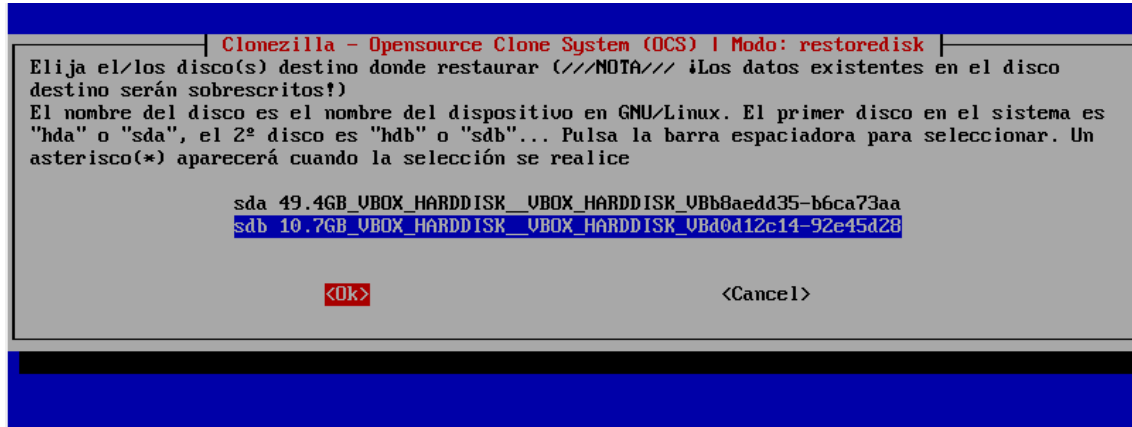 Clonezilla - Opensource Clone System (OCS) | Modo: restoredisk
Elija el/los disco(s) destino donde restaurar (///NOTA/// ¡Los datos existentes en el disco
destino serán sobrescritos!)
El nombre del disco es el nombre del dispositivo en GNU/Linux. El primer disco en el sistema es
"hda" o "sda", el 2º disco es "hdb" o "sdb"... Pulsa la barra espaciadora para seleccionar. Un
asterisco(*) aparecerá cuando la selección se realice
sda 49.4GB_VBOX_HARDDISK__VBOX_HARDDISK_VBb8aedd35-b6ca73aa
sdb 10.7GB_VBOX_HARDDISK__VBOX_HARDDISK_VBd0d12c14-92e45d28
<Ok> <Cancel>